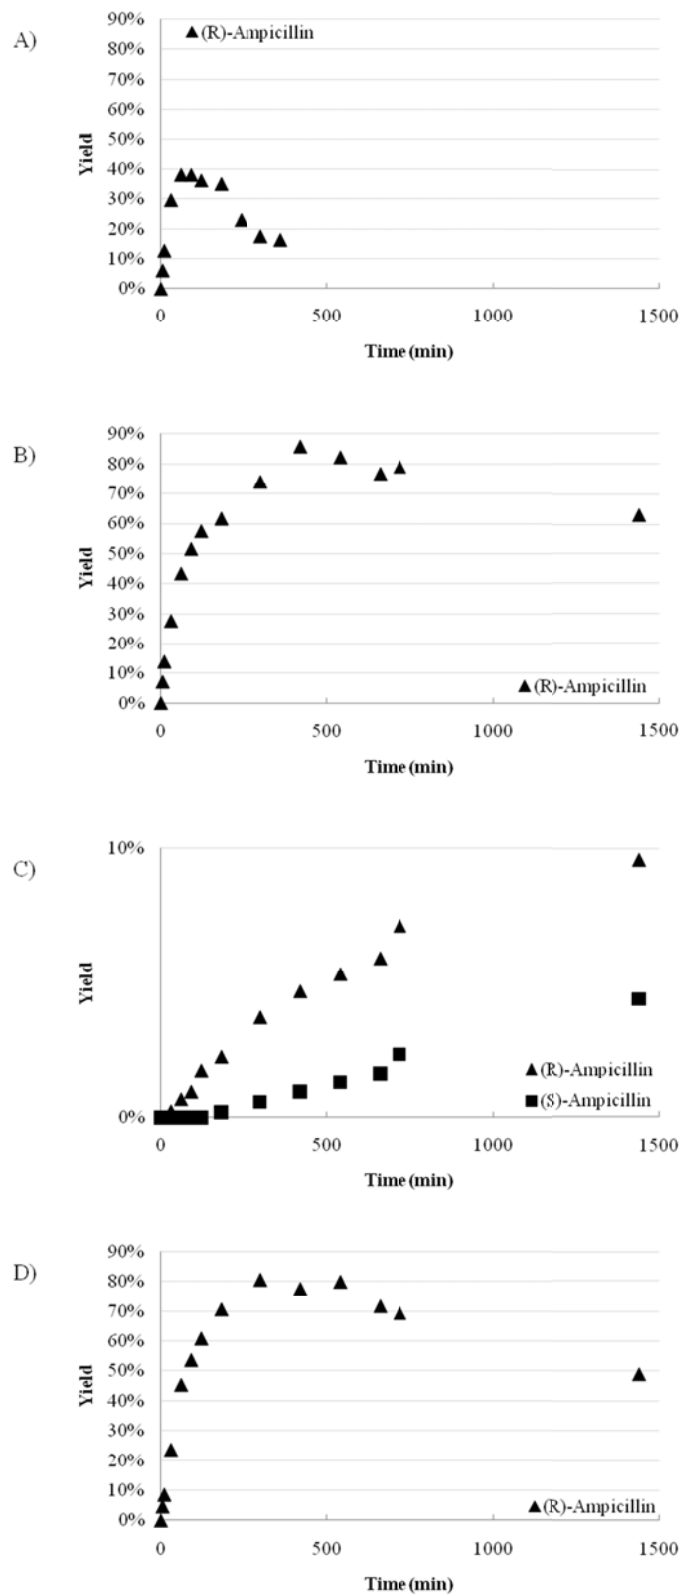 A)
90%
▲(R)-Ampicillin
80%
70%
60%
50%
40%
30%
20%
10%
0%
Yield
0 500 1000 1500
Time (min)
B)
90%
80%
70%
60%
50%
40%
30%
20%
10%
0%
Yield
▲(R)-Ampicillin
0 500 1000 1500
Time (min)
C)
10%
Yield
▲(R)-Ampicillin
■(S)-Ampicillin
0%
0 500 1000 1500
Time (min)
D)
90%
80%
70%
60%
50%
40%
30%
20%
10%
0%
Yield
▲(R)-Ampicillin
0 500 1000 1500
Time (min)